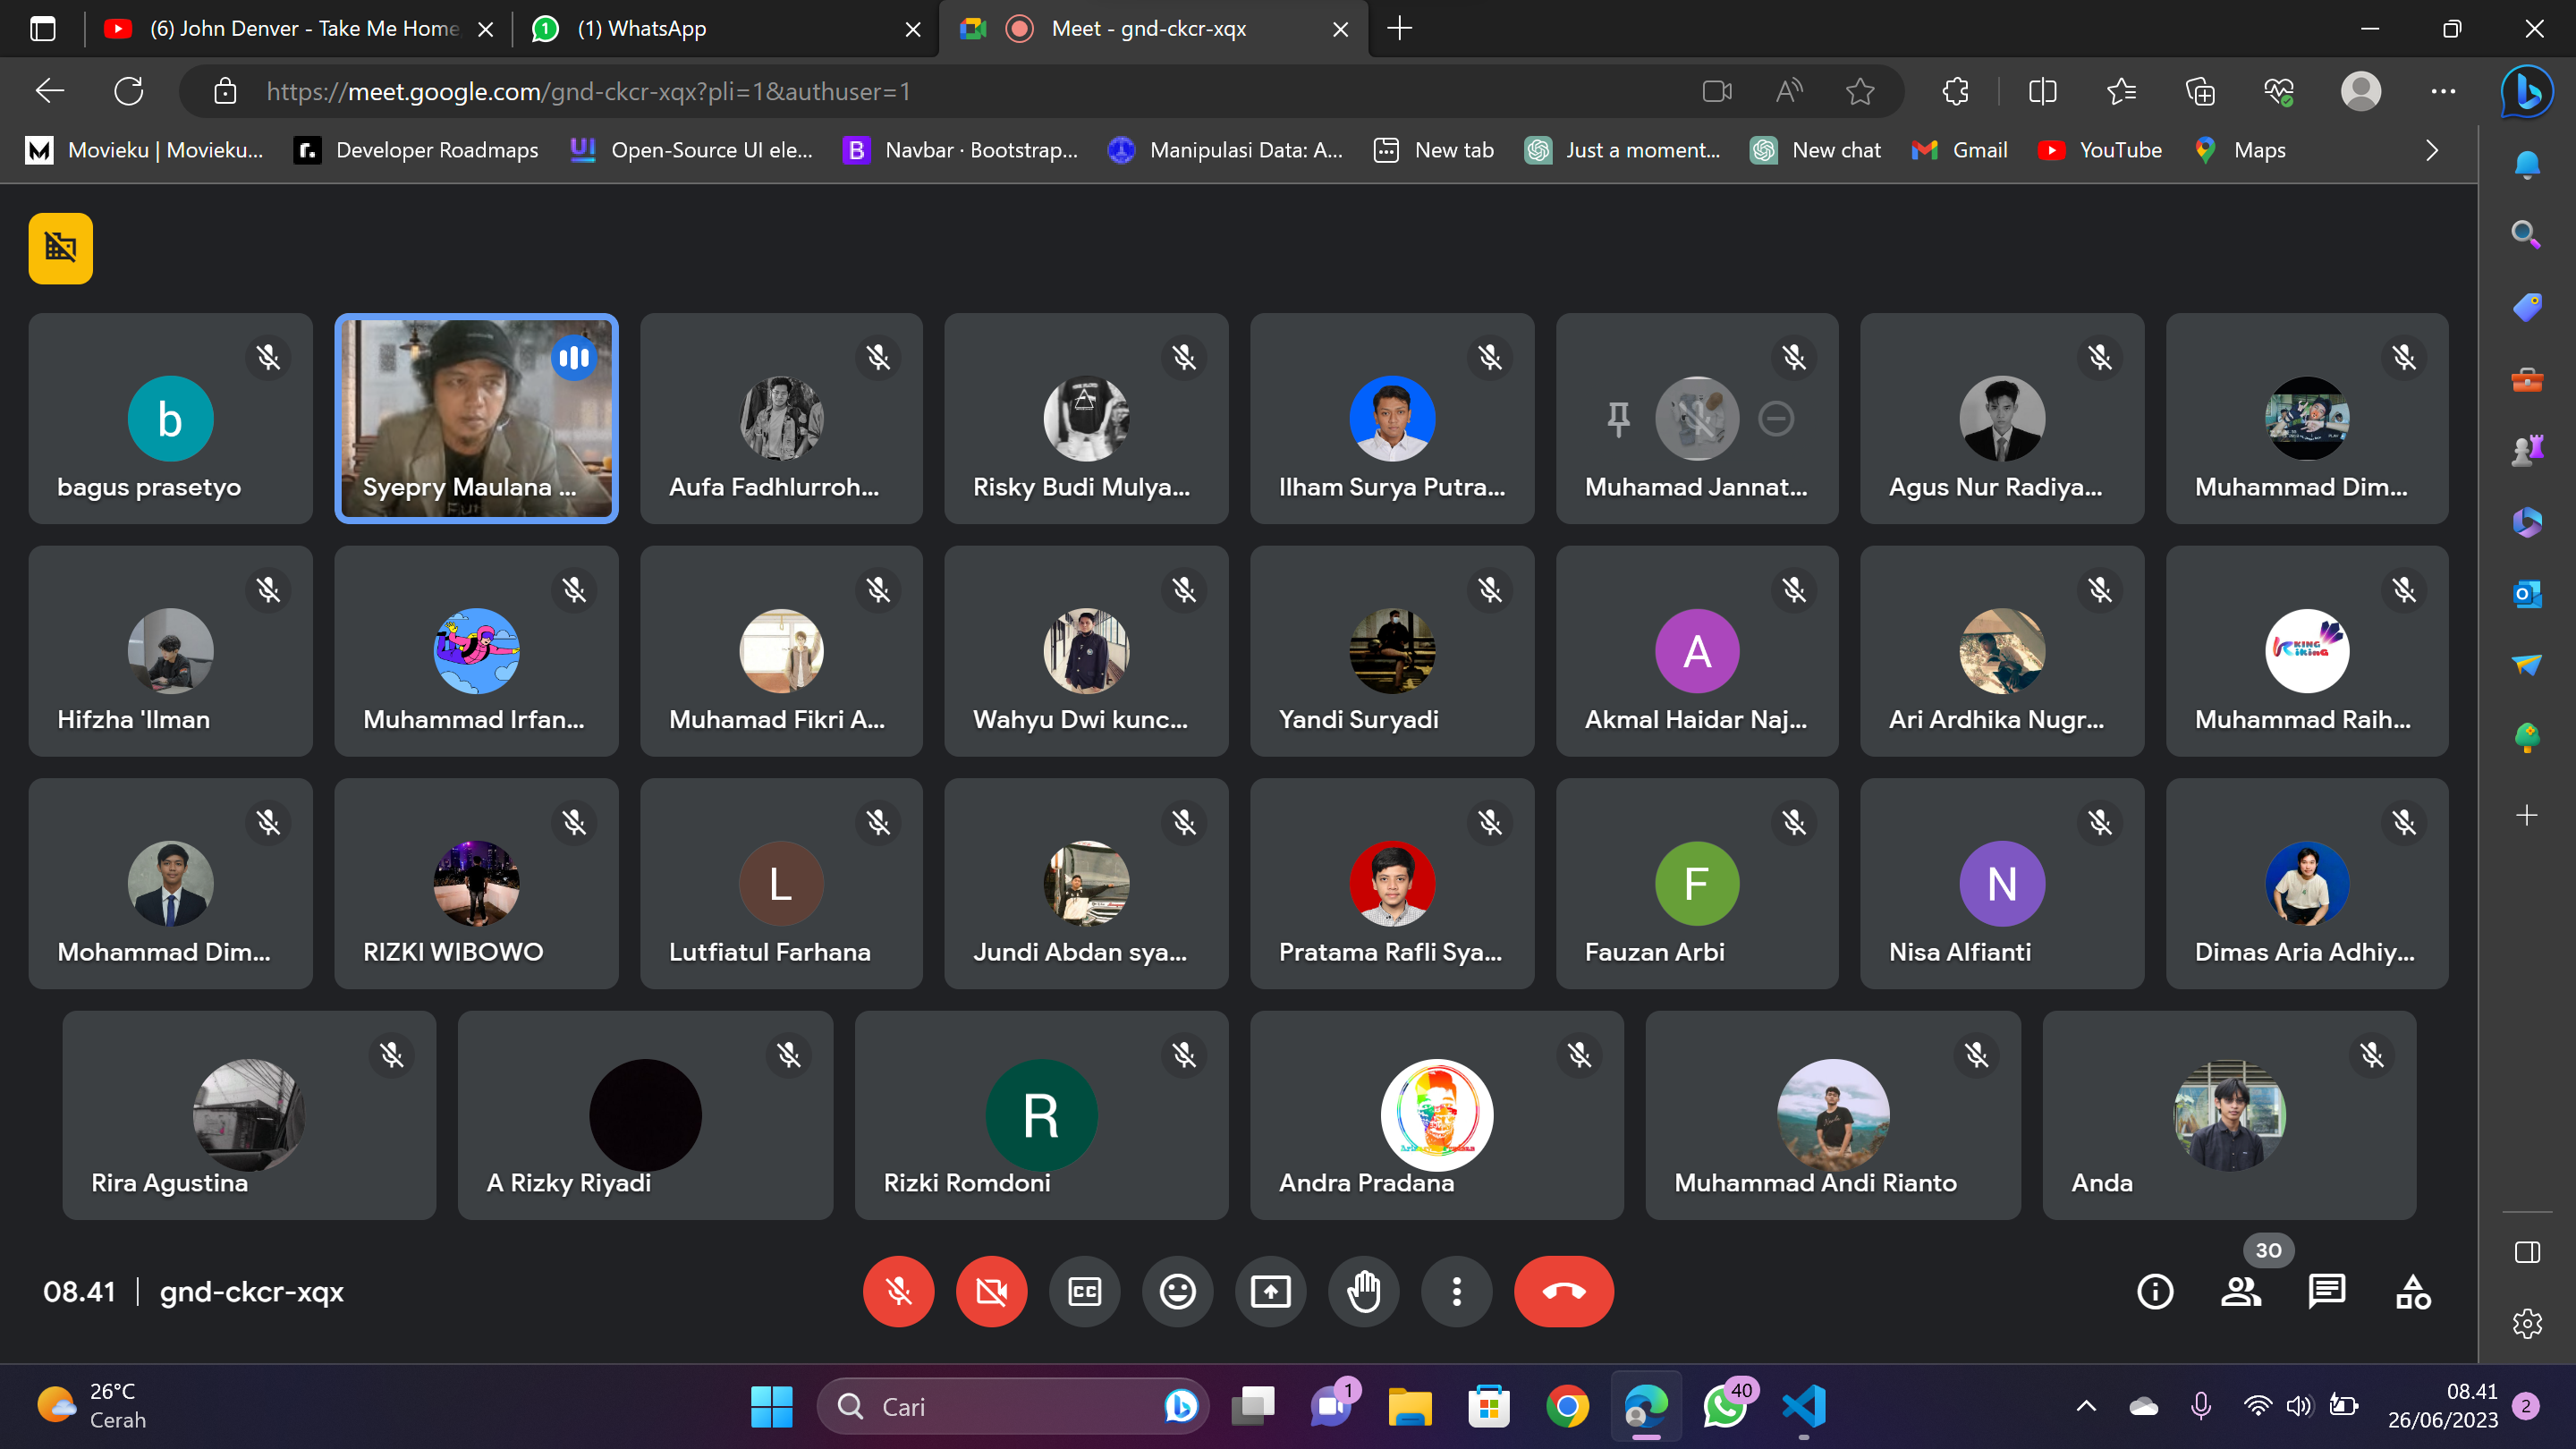 (6) John Denver - Take Me Home
(1) WhatsApp
Meet - gnd-ckcr-xqx
https://meet.google.com/gnd-ckcr-xqx?pli=1&authuser=1
Movieku | Movieku...
Developer Roadmaps
Open-Source UI ele...
Navbar · Bootstrap...
Manipulasi Data: A...
New tab
Just a moment...
New chat
Gmail
YouTube
Maps
b
bagus prasetyo
Syepry Maulana ...
Aufa Fadhlurroh...
Risky Budi Mulya...
Ilham Surya Putra...
Muhamad Jannat...
Agus Nur Radiya...
Muhammad Dim...
Hifzha 'Ilman
Muhammad Irfan...
Muhamad Fikri A...
Wahyu Dwi kunc...
Yandi Suryadi
A
Akmal Haidar Naj...
Ari Ardhika Nugr...
KING
Muhammad Raih...
Mohammad Dim...
RIZKI WIBOWO
L
Lutfiatul Farhana
Jundi Abdan sya...
Pratama Rafli Sya...
F
Fauzan Arbi
N
Nisa Alfianti
Dimas Aria Adhiy...
Rira Agustina
A Rizky Riyadi
R
Rizki Romdoni
Andra Pradana
Muhammad Andi Rianto
Anda
08.41
gnd-ckcr-xqx
30
26°C
Cerah
Cari
1
40
08.41
26/06/2023
2